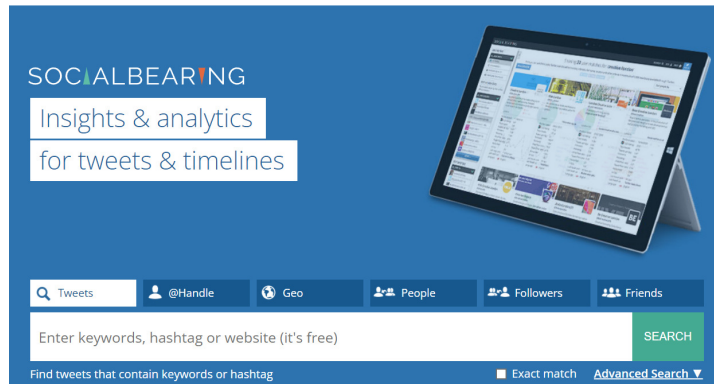 SOCIALBEARING
Insights & analytics
for tweets & timelines
Tweets @Handle Geo People Followers Friends
Enter keywords, hashtag or website (it's free) SEARCH
Find tweets that contain keywords or hashtag Exact match Advanced Search ▼